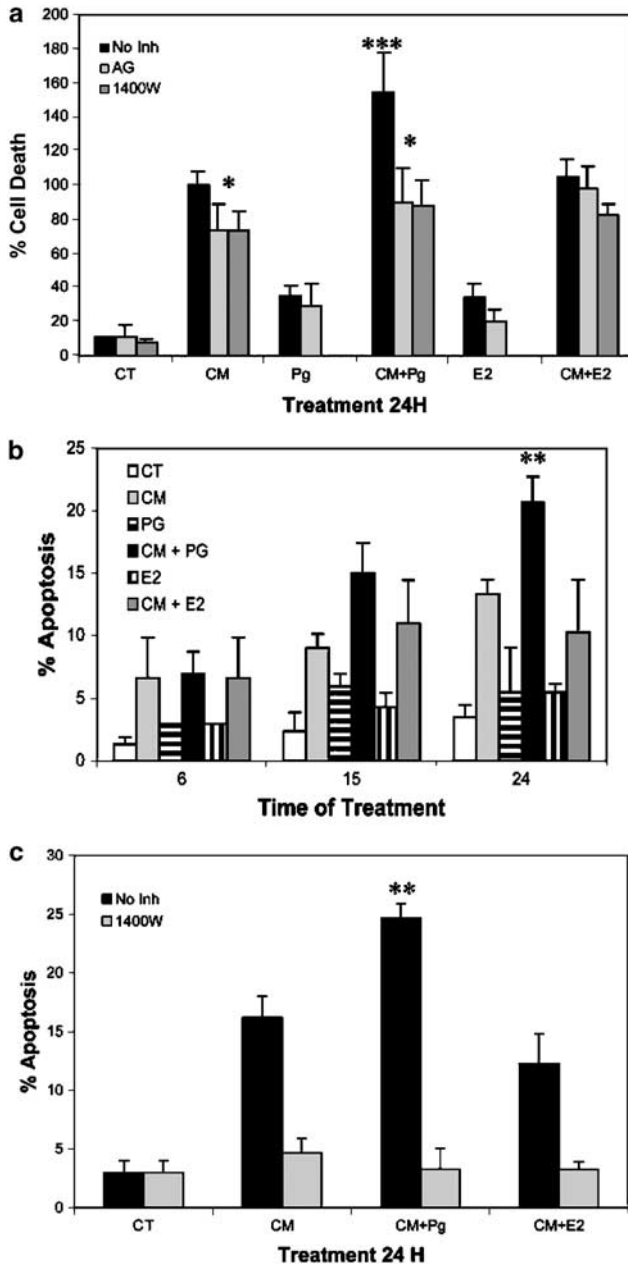 a
200
180
160
140
120
100
80
60
40
20
0
% Cell Death
No Inh
AG
1400W
*
***
*
CT CM Pg CM+Pg E2 CM+E2
Treatment 24H
b
25
20
15
10
5
0
% Apoptosis
CT
CM
PG
CM + PG
E2
CM + E2
**
6 15 24
Time of Treatment
c
30
25
20
15
10
5
0
% Apoptosis
No Inh
1400W
**
CT CM CM+Pg CM+E2
Treatment 24 H